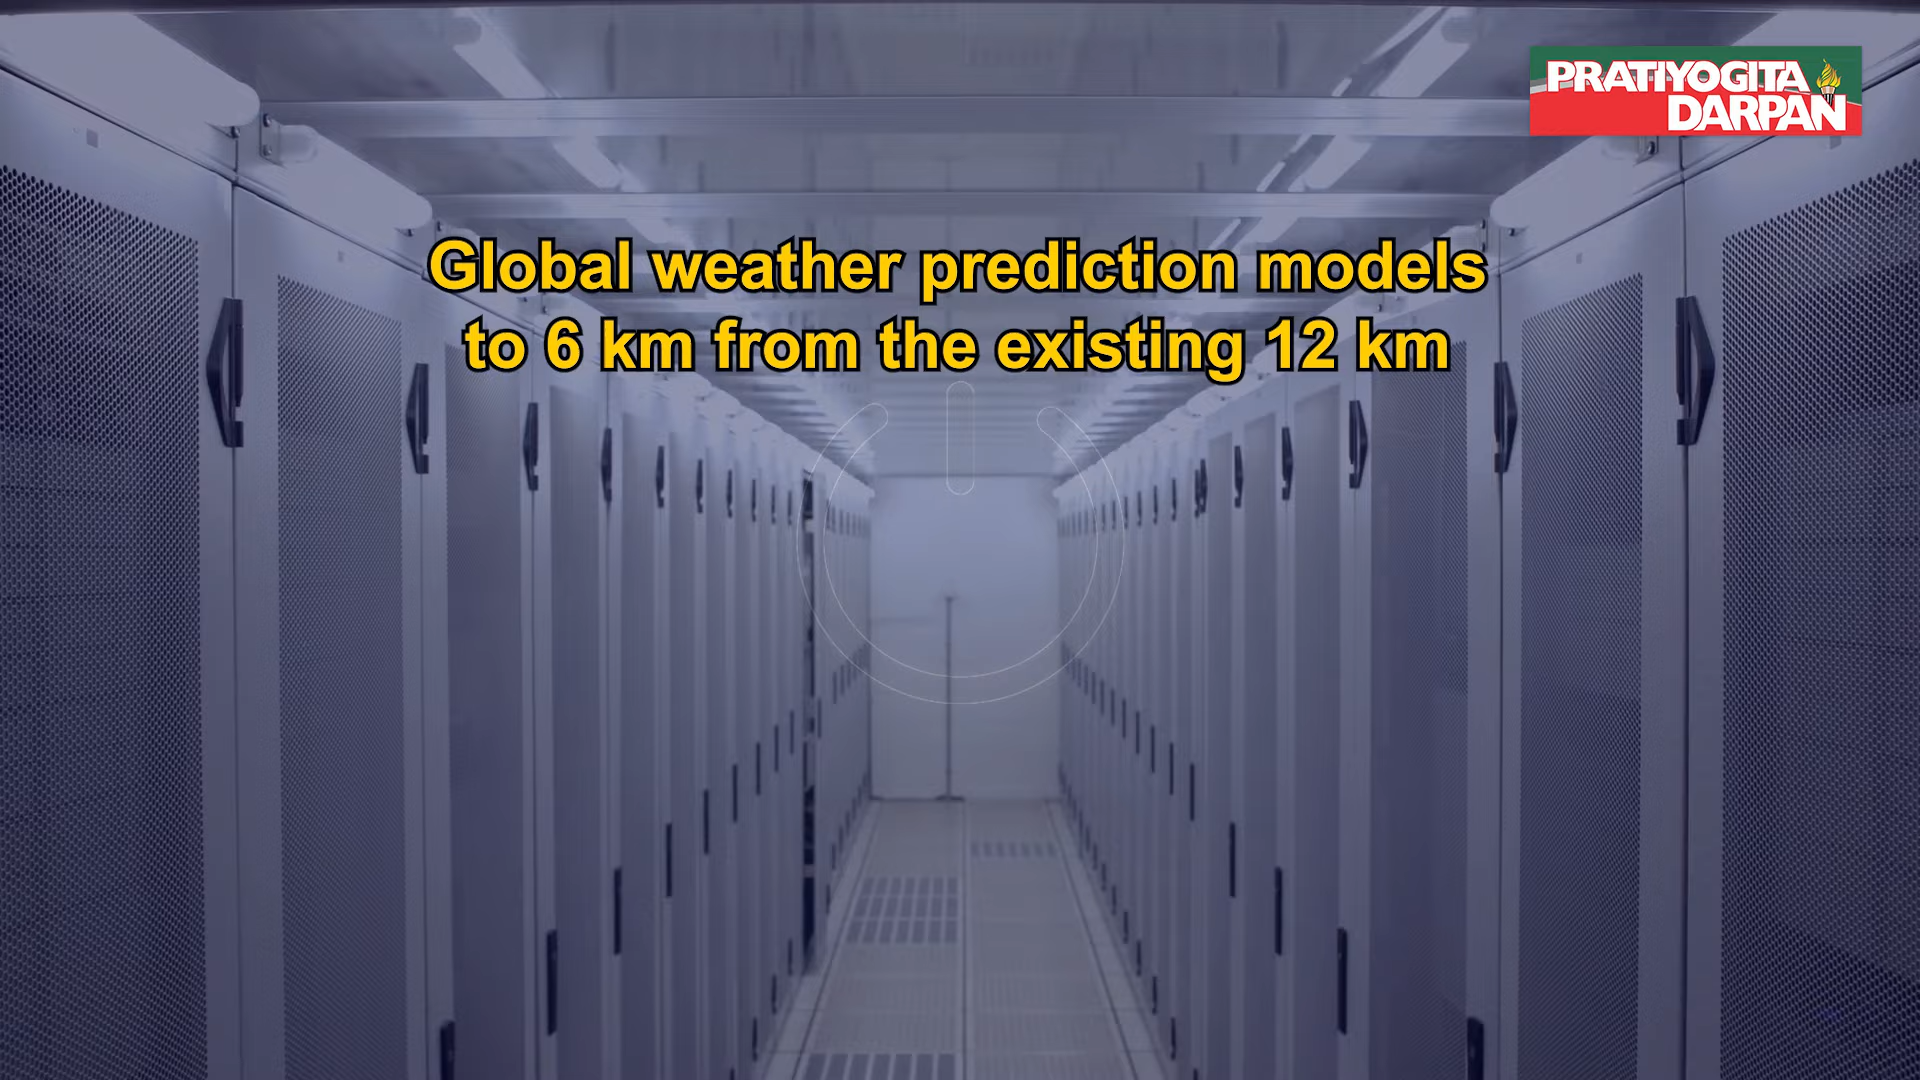 PRATIYOGITA
DARPAN
Global weather prediction models
to 6 km from the existing 12 km